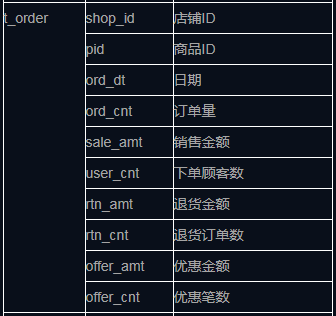 t_order shop_id 店铺ID
pid 商品ID
ord_dt 日期
ord_cnt 订单量
sale_amt 销售金额
user_cnt 下单顾客数
rtn_amt 退货金额
rtn_cnt 退货订单数
offer_amt 优惠金额
offer_cnt 优惠笔数